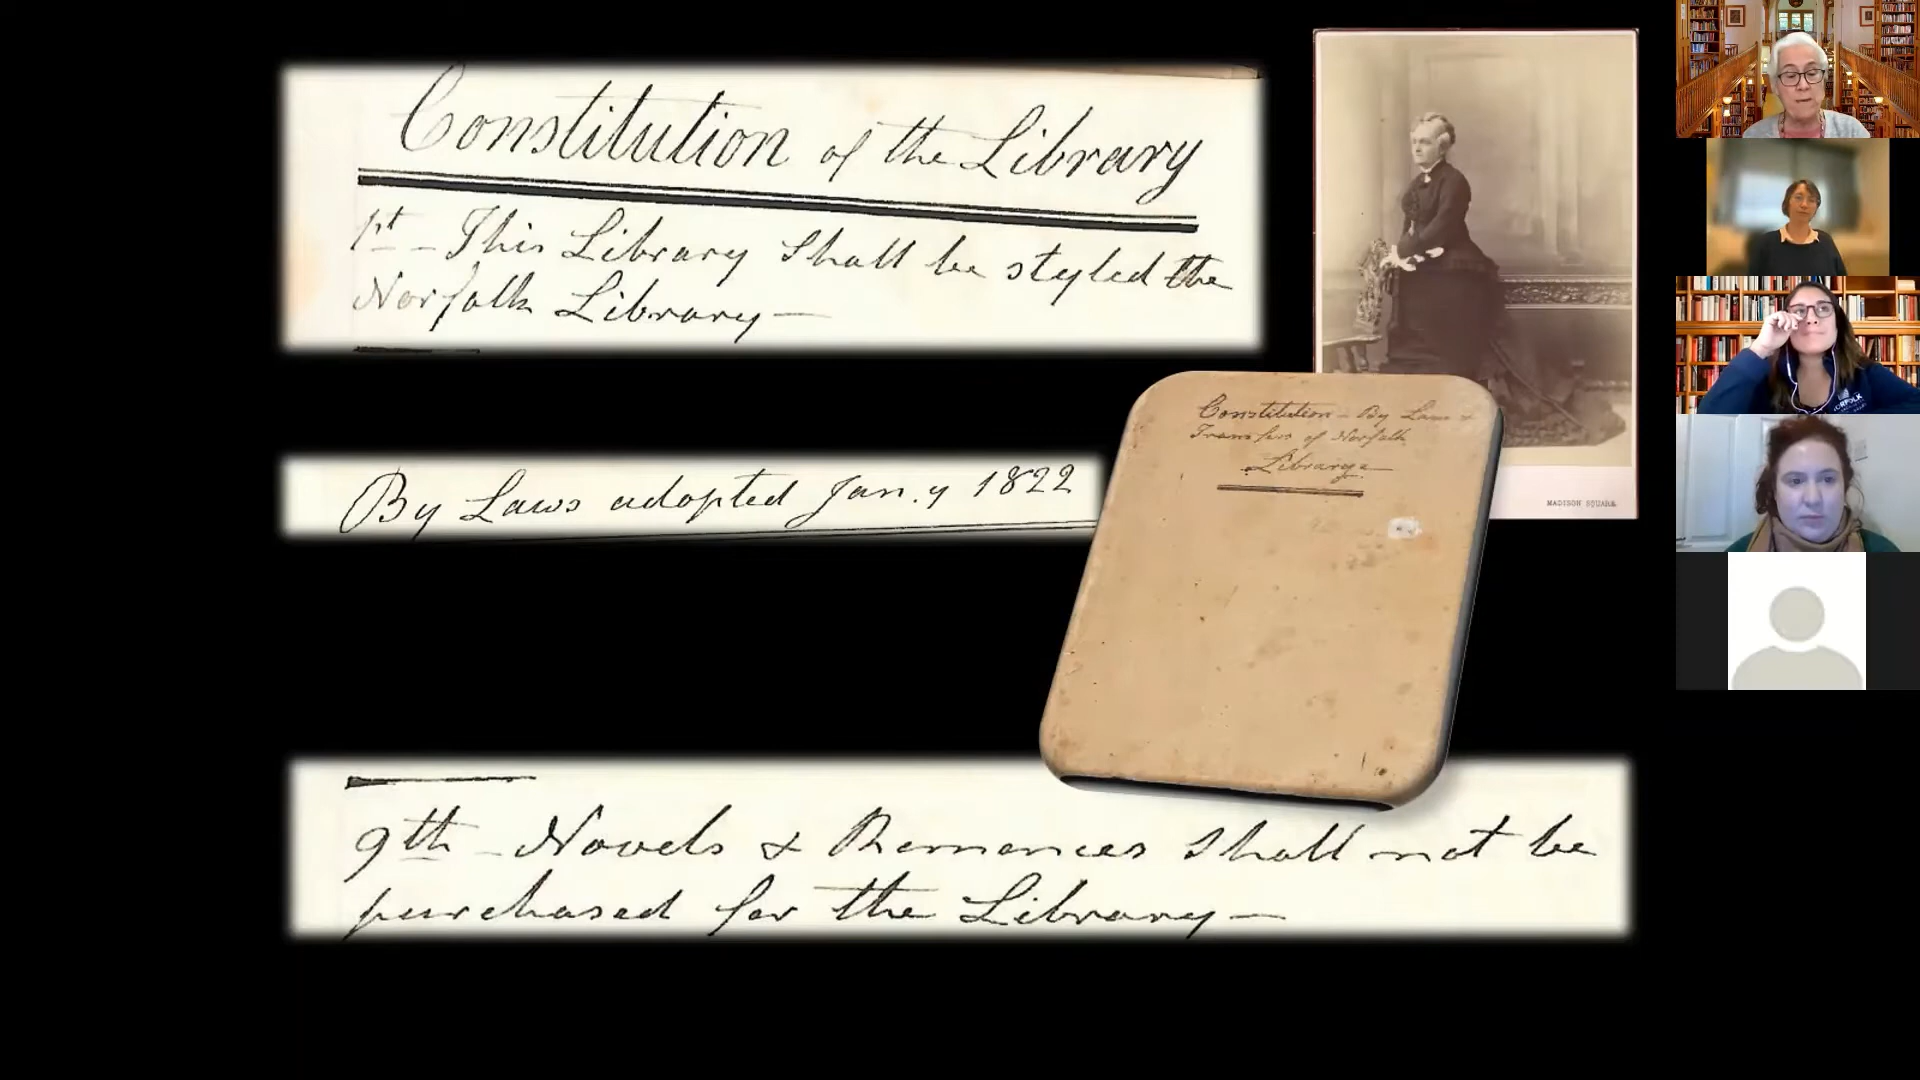 Constitution of the Library
1st – This Library Shall be styled the
Norfolk Library –
By Laws adopted Jan.y 1822
Constitution – By Laws &
Transfers of Norfolk
Library
MADISON SQUARE
9th – Novels & Romances Shall not be
purchased for the Library –
NORFOLK